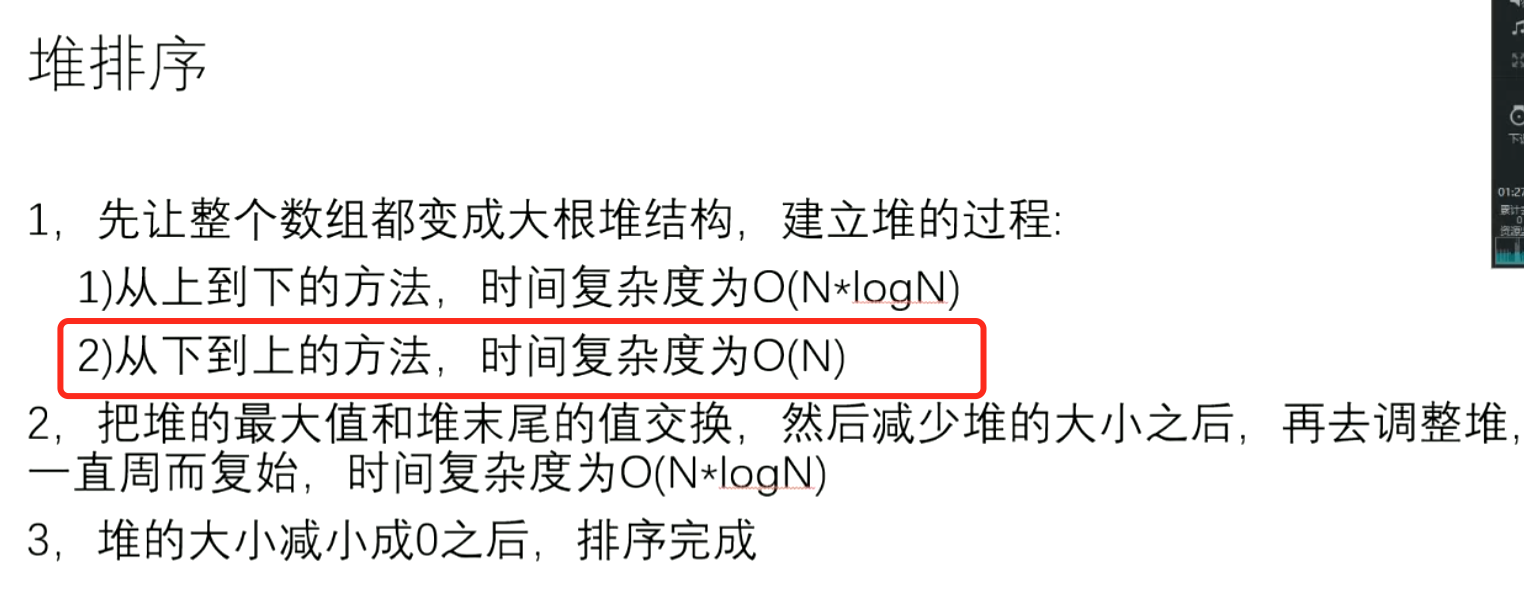 堆排序
1，先让整个数组都变成大根堆结构，建立堆的过程:
1)从上到下的方法，时间复杂度为O(N*logN)
2)从下到上的方法，时间复杂度为O(N)
2，把堆的最大值和堆末尾的值交换，然后减少堆的大小之后，再去调整堆，
一直周而复始，时间复杂度为O(N*logN)
3，堆的大小减小成0之后，排序完成
01:27